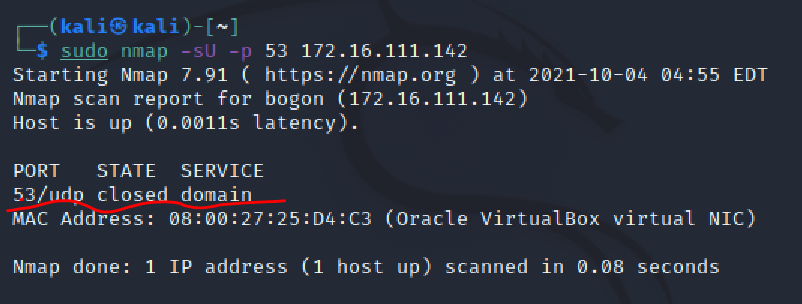 ┌──(kali㉿kali)-[~]
└─$ sudo nmap -sU -p 53 172.16.111.142
Starting Nmap 7.91 ( https://nmap.org ) at 2021-10-04 04:55 EDT
Nmap scan report for bogon (172.16.111.142)
Host is up (0.0011s latency).
PORT   STATE  SERVICE
53/udp closed domain
MAC Address: 08:00:27:25:D4:C3 (Oracle VirtualBox virtual NIC)
Nmap done: 1 IP address (1 host up) scanned in 0.08 seconds